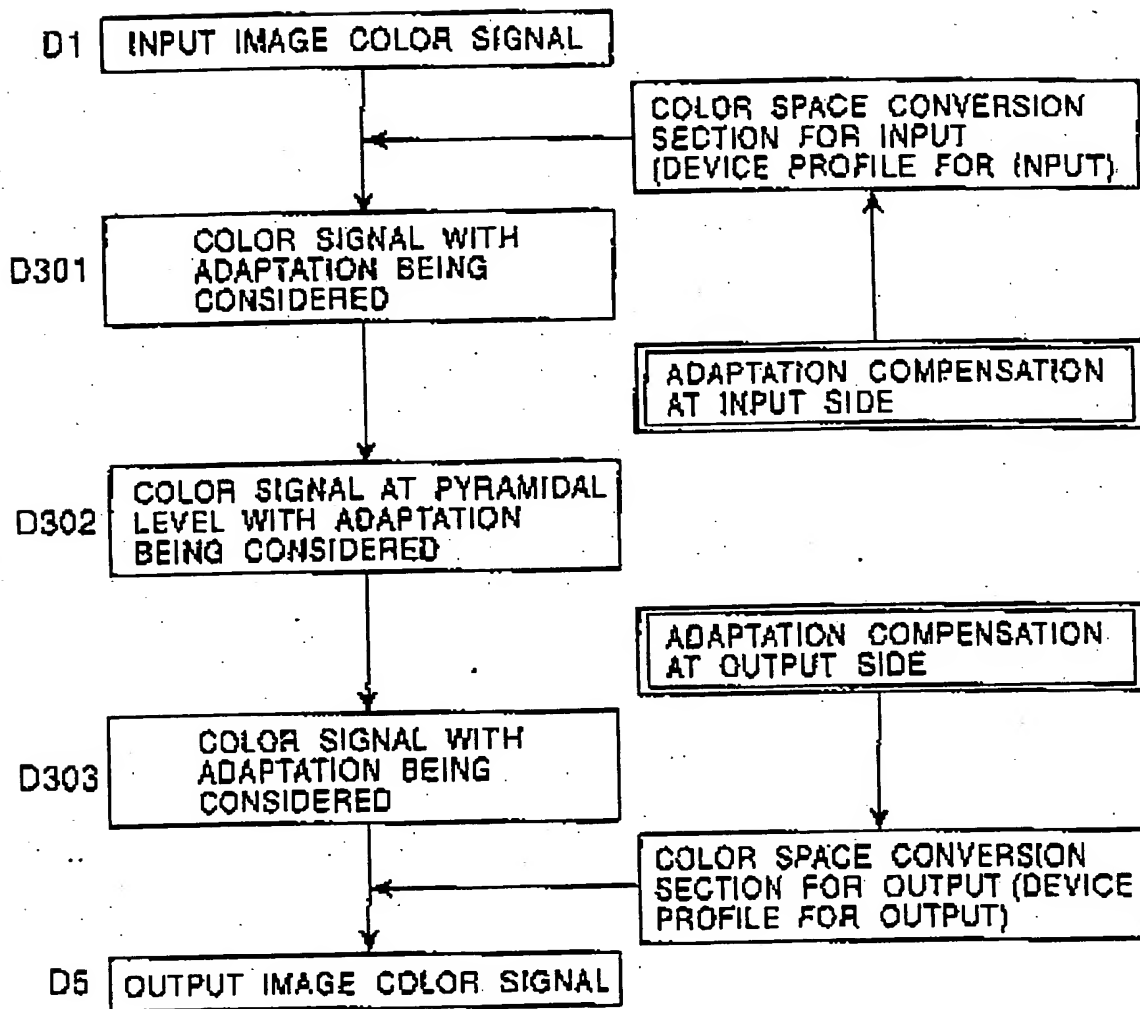 D1 INPUT IMAGE COLOR SIGNAL
COLOR SPACE CONVERSION
SECTION FOR INPUT
(DEVICE PROFILE FOR INPUT)
D301
COLOR SIGNAL WITH
ADAPTATION BEING
CONSIDERED
ADAPTATION COMPENSATION
AT INPUT SIDE
D302
COLOR SIGNAL AT PYRAMIDAL
LEVEL WITH ADAPTATION
BEING CONSIDERED
ADAPTATION COMPENSATION
AT OUTPUT SIDE
D303
COLOR SIGNAL WITH
ADAPTATION BEING
CONSIDERED
COLOR SPACE CONVERSION
SECTION FOR OUTPUT (DEVICE
PROFILE FOR OUTPUT)
D5 OUTPUT IMAGE COLOR SIGNAL